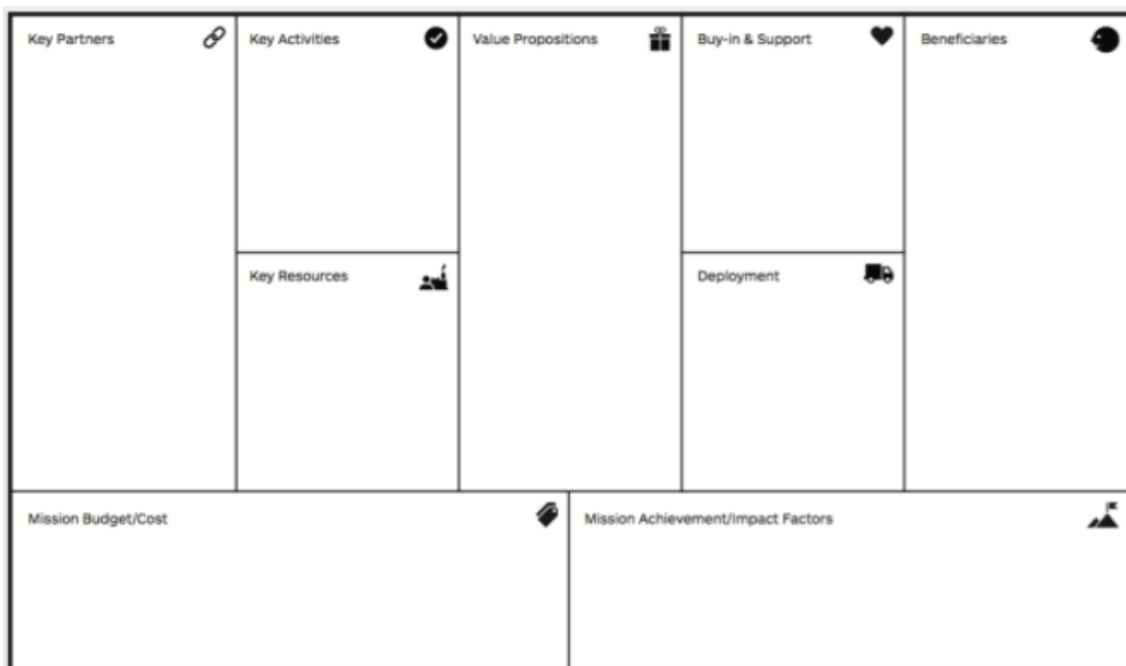 Key Partners
Key Activities
Value Propositions
Buy-in & Support
Beneficiaries
Key Resources
Deployment
Mission Budget/Cost
Mission Achievement/Impact Factors